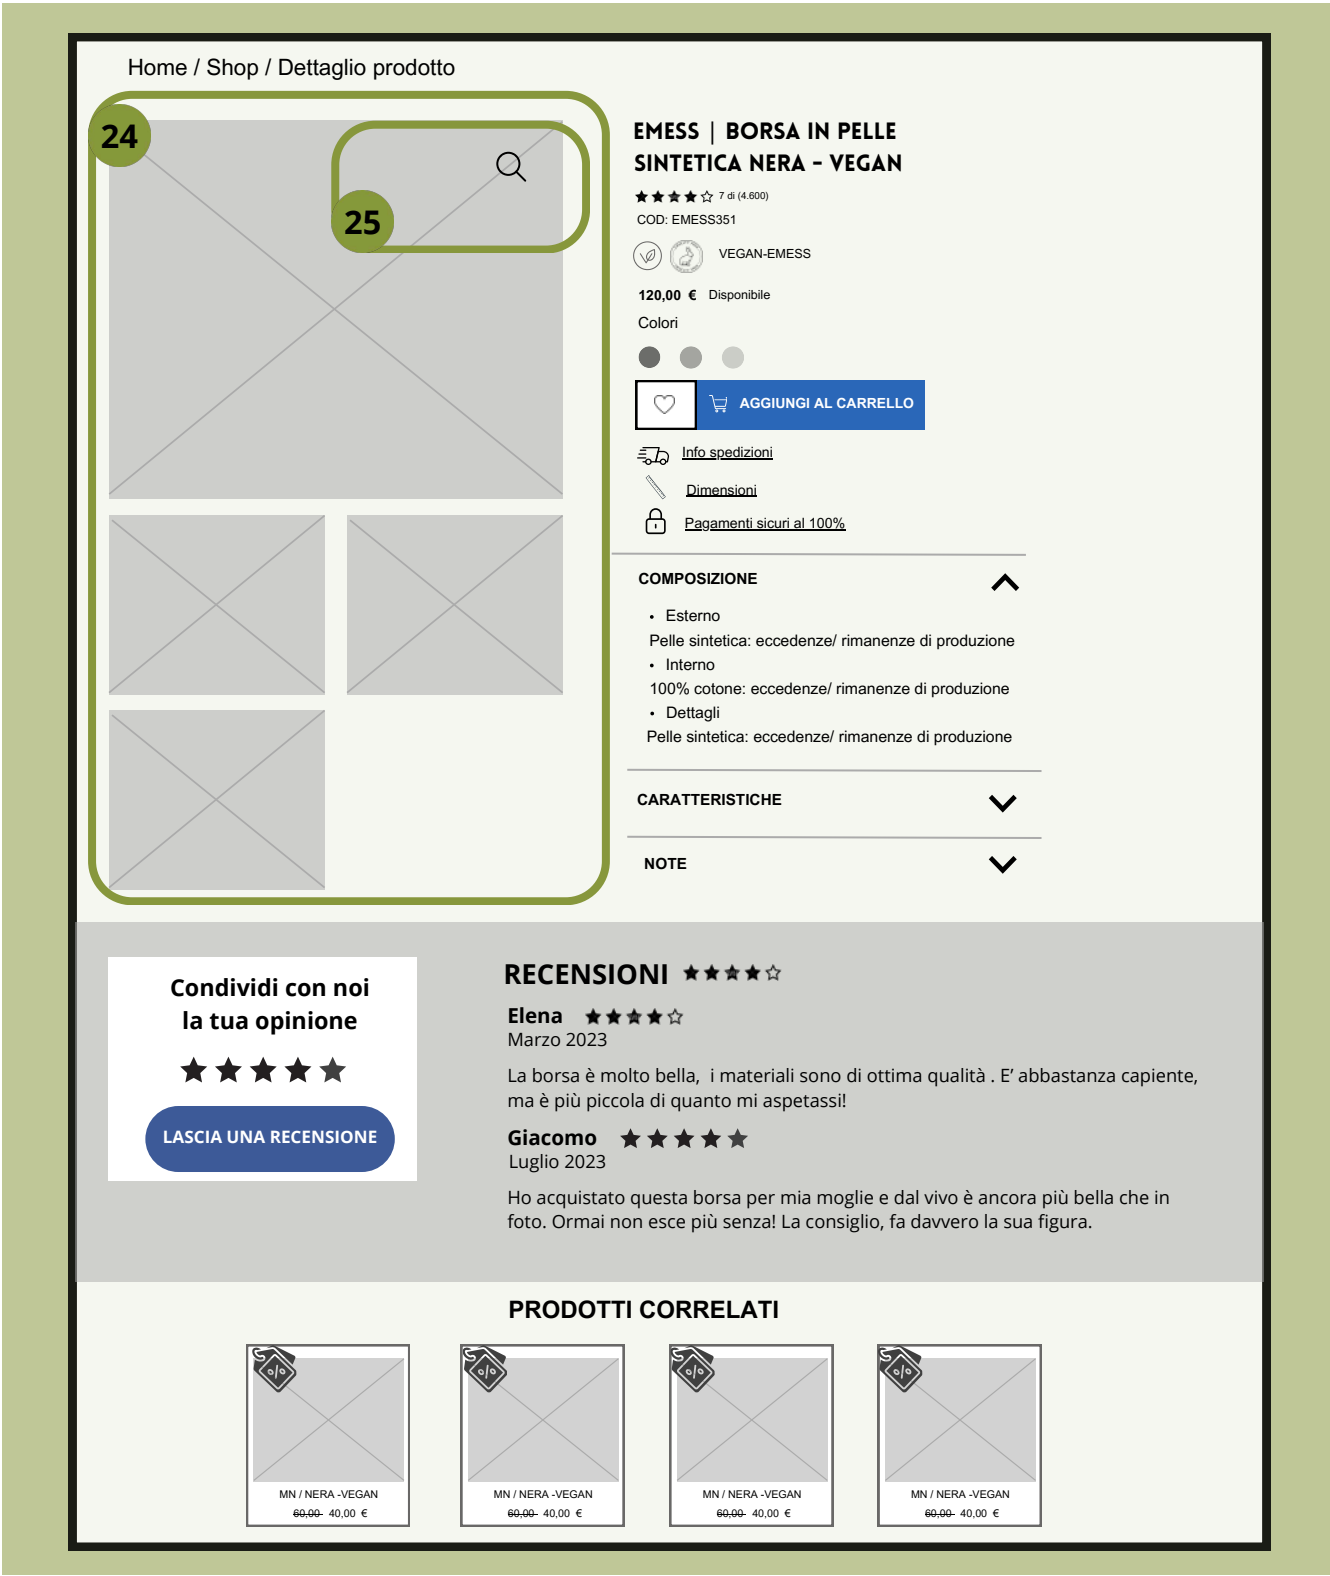 Home / Shop / Dettaglio prodotto
24
25
EMESS | BORSA IN PELLE
SINTETICA NERA - VEGAN
7 di (4.600)
COD: EMESS351
VEGAN-EMESS
120,00 € Disponibile
Colori
AGGIUNGI AL CARRELLO
Info spedizioni
Dimensioni
Pagamenti sicuri al 100%
COMPOSIZIONE
• Esterno
Pelle sintetica: eccedenze/ rimanenze di produzione
• Interno
100% cotone: eccedenze/ rimanenze di produzione
• Dettagli
Pelle sintetica: eccedenze/ rimanenze di produzione
CARATTERISTICHE
NOTE
Condividi con noi
la tua opinione
LASCIA UNA RECENSIONE
RECENSIONI
Elena
Marzo 2023
La borsa è molto bella, i materiali sono di ottima qualità . E' abbastanza capiente,
ma è più piccola di quanto mi aspetassi!
Giacomo
Luglio 2023
Ho acquistato questa borsa per mia moglie e dal vivo è ancora più bella che in
foto. Ormai non esce più senza! La consiglio, fa davvero la sua figura.
PRODOTTI CORRELATI
%
MN / NERA -VEGAN
60,00- 40,00 €
%
MN / NERA -VEGAN
60,00- 40,00 €
%
MN / NERA -VEGAN
60,00- 40,00 €
%
MN / NERA -VEGAN
60,00- 40,00 €